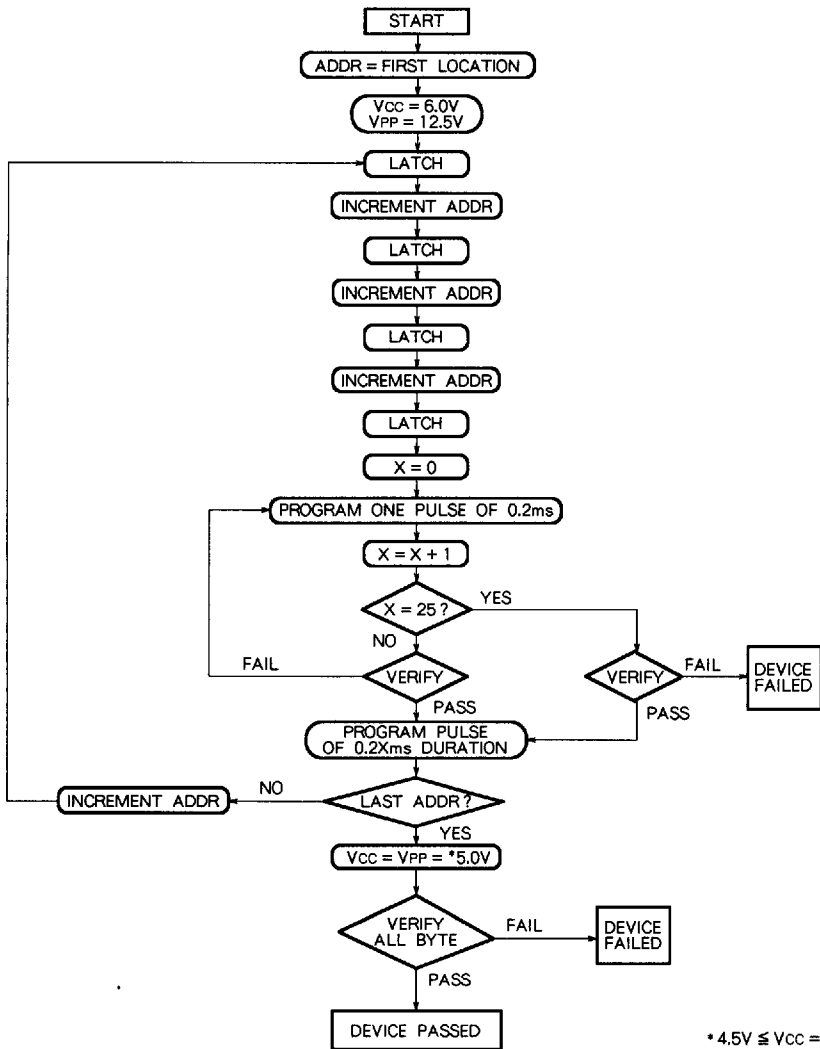 START
ADDR = FIRST LOCATION
VCC = 6.0V
VPP = 12.5V
LATCH
INCREMENT ADDR
LATCH
INCREMENT ADDR
LATCH
INCREMENT ADDR
LATCH
X = 0
PROGRAM ONE PULSE OF 0.2ms
X = X + 1
X = 25 ?
YES
NO
FAIL
VERIFY
VERIFY
FAIL
DEVICE
FAILED
PASS
PASS
PROGRAM PULSE
OF 0.2Xms DURATION
INCREMENT ADDR
NO
LAST ADDR ?
YES
VCC = VPP = *5.0V
VERIFY
ALL BYTE
FAIL
DEVICE
FAILED
PASS
DEVICE PASSED
* 4.5V ≦ VCC =